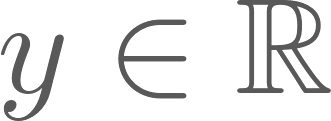 y ∈ ℝ